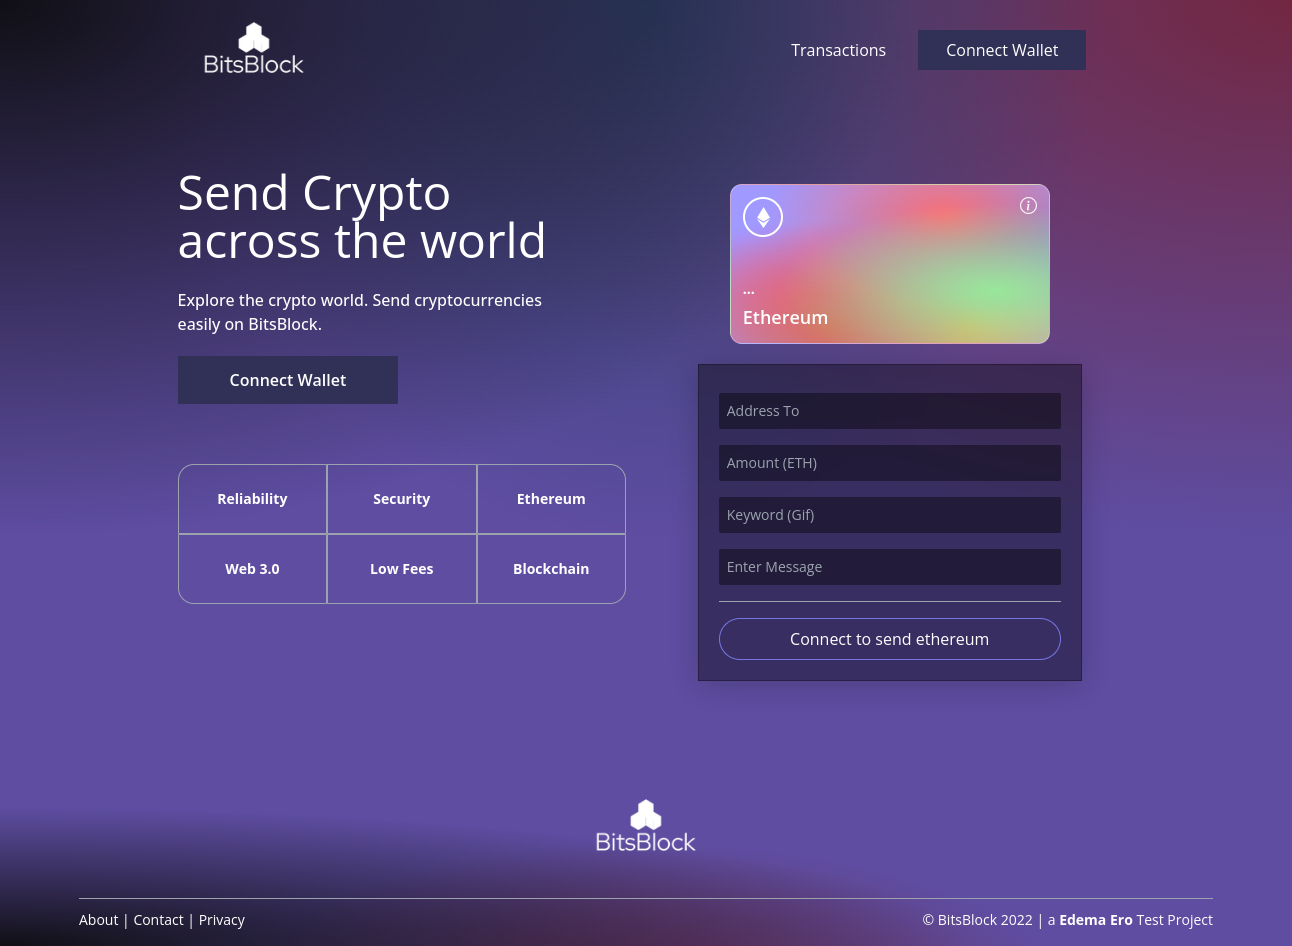 BitsBlock
Transactions
Connect Wallet
Send Crypto
across the world
Explore the crypto world. Send cryptocurrencies
easily on BitsBlock.
Connect Wallet
Reliability
Security
Ethereum
Web 3.0
Low Fees
Blockchain
...
Ethereum
Address To
Amount (ETH)
Keyword (Gif)
Enter Message
Connect to send ethereum
BitsBlock
About | Contact | Privacy
© BitsBlock 2022 | a Edema Ero Test Project